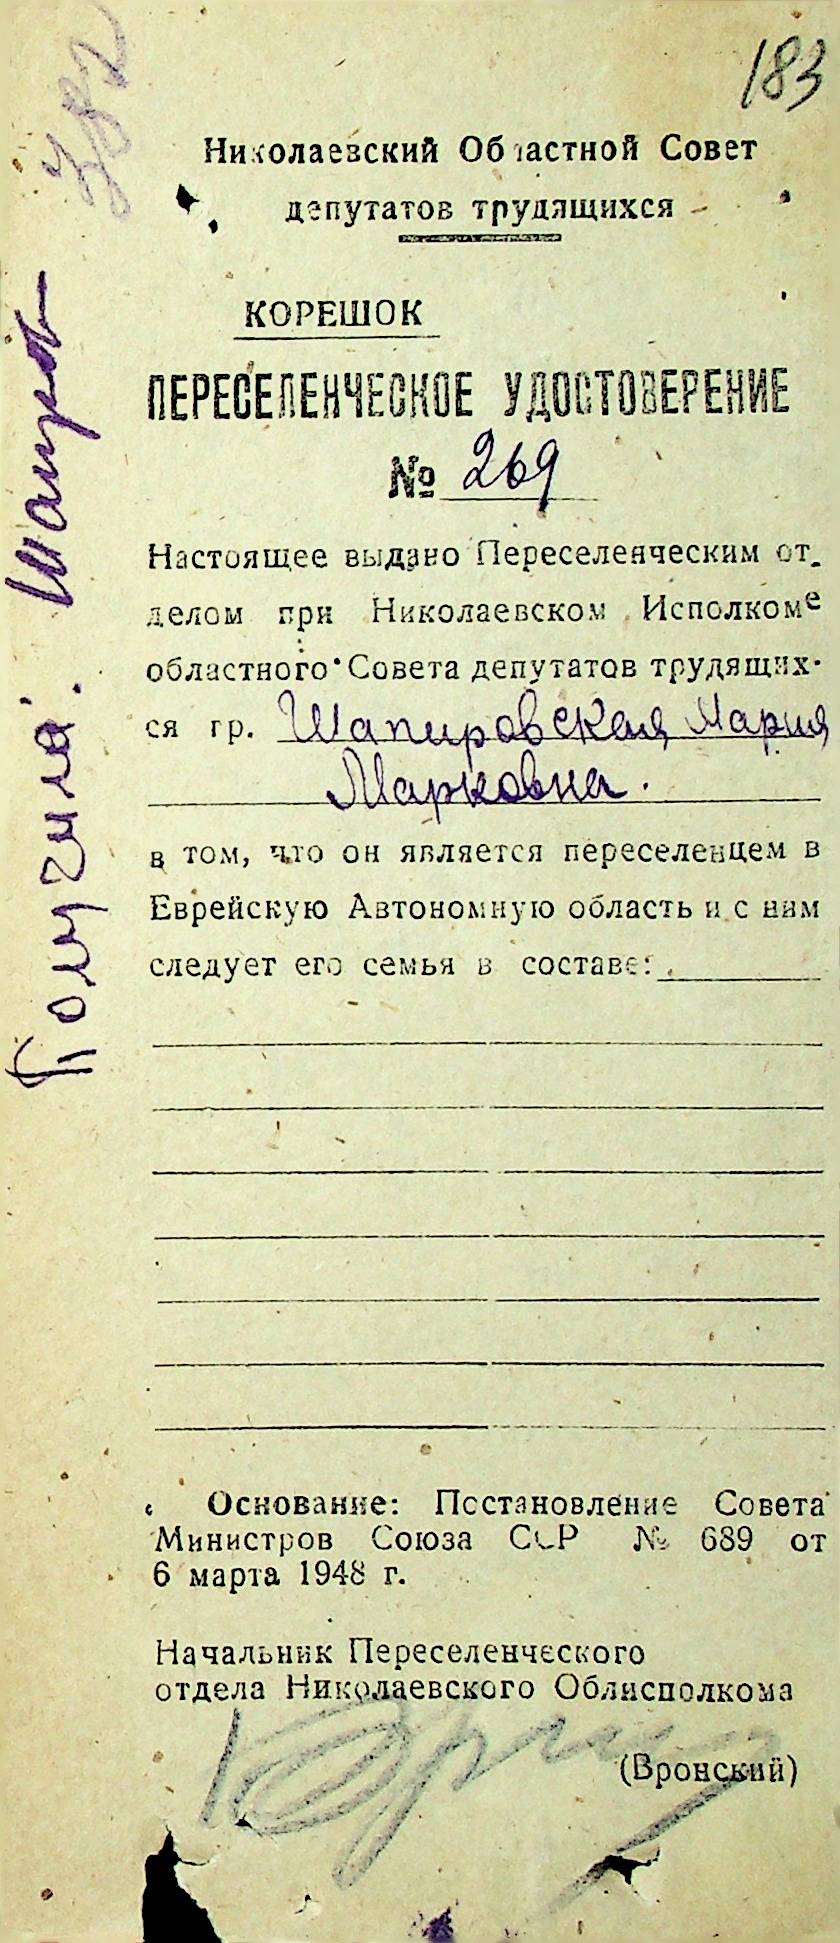 183
382
Николаевский Областной Совет
депутатов трудящихся
КОРЕШОК
ПЕРЕСЕЛЕНЧЕСКОЕ УДОСТОВЕРЕНИЕ
№ 269
Настоящее выдано Переселенческим от-
делом при Николаевском Исполкоме
областного Совета депутатов трудящих-
ся гр. Шапировская Мария
Марковна.
в том, что он является переселенцем в
Еврейскую Автономную область и с ним
следует его семья в составе:
Основание: Постановление Совета
Министров Союза ССР № 689 от
6 марта 1948 г.
Начальник Переселенческого
отдела Николаевского Облисполкома
(Вронский)
Получила: Шапиров